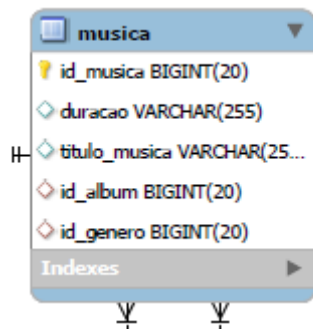 musica
id_musica BIGINT(20)
duracao VARCHAR(255)
titulo_musica VARCHAR(25...
id_album BIGINT(20)
id_genero BIGINT(20)
Indexes